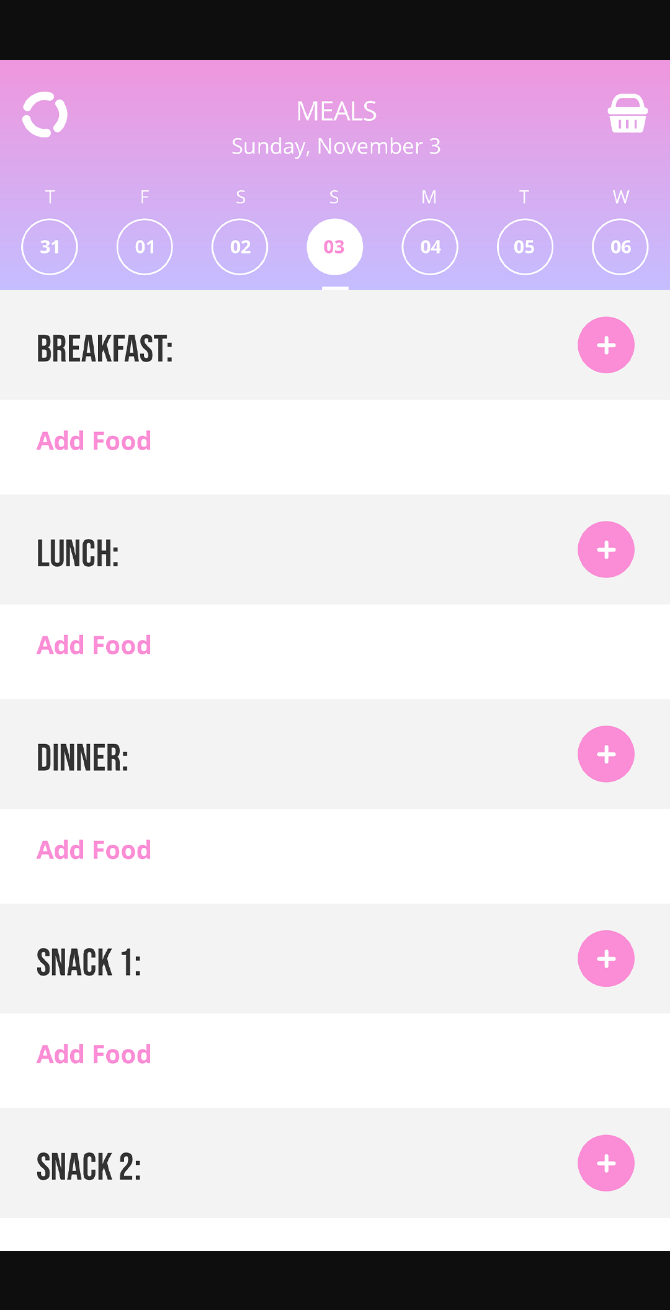 MEALS
Sunday, November 3
T F S S M T W
31 01 02 03 04 05 06
BREAKFAST:
Add Food
LUNCH:
Add Food
DINNER:
Add Food
SNACK 1:
Add Food
SNACK 2: